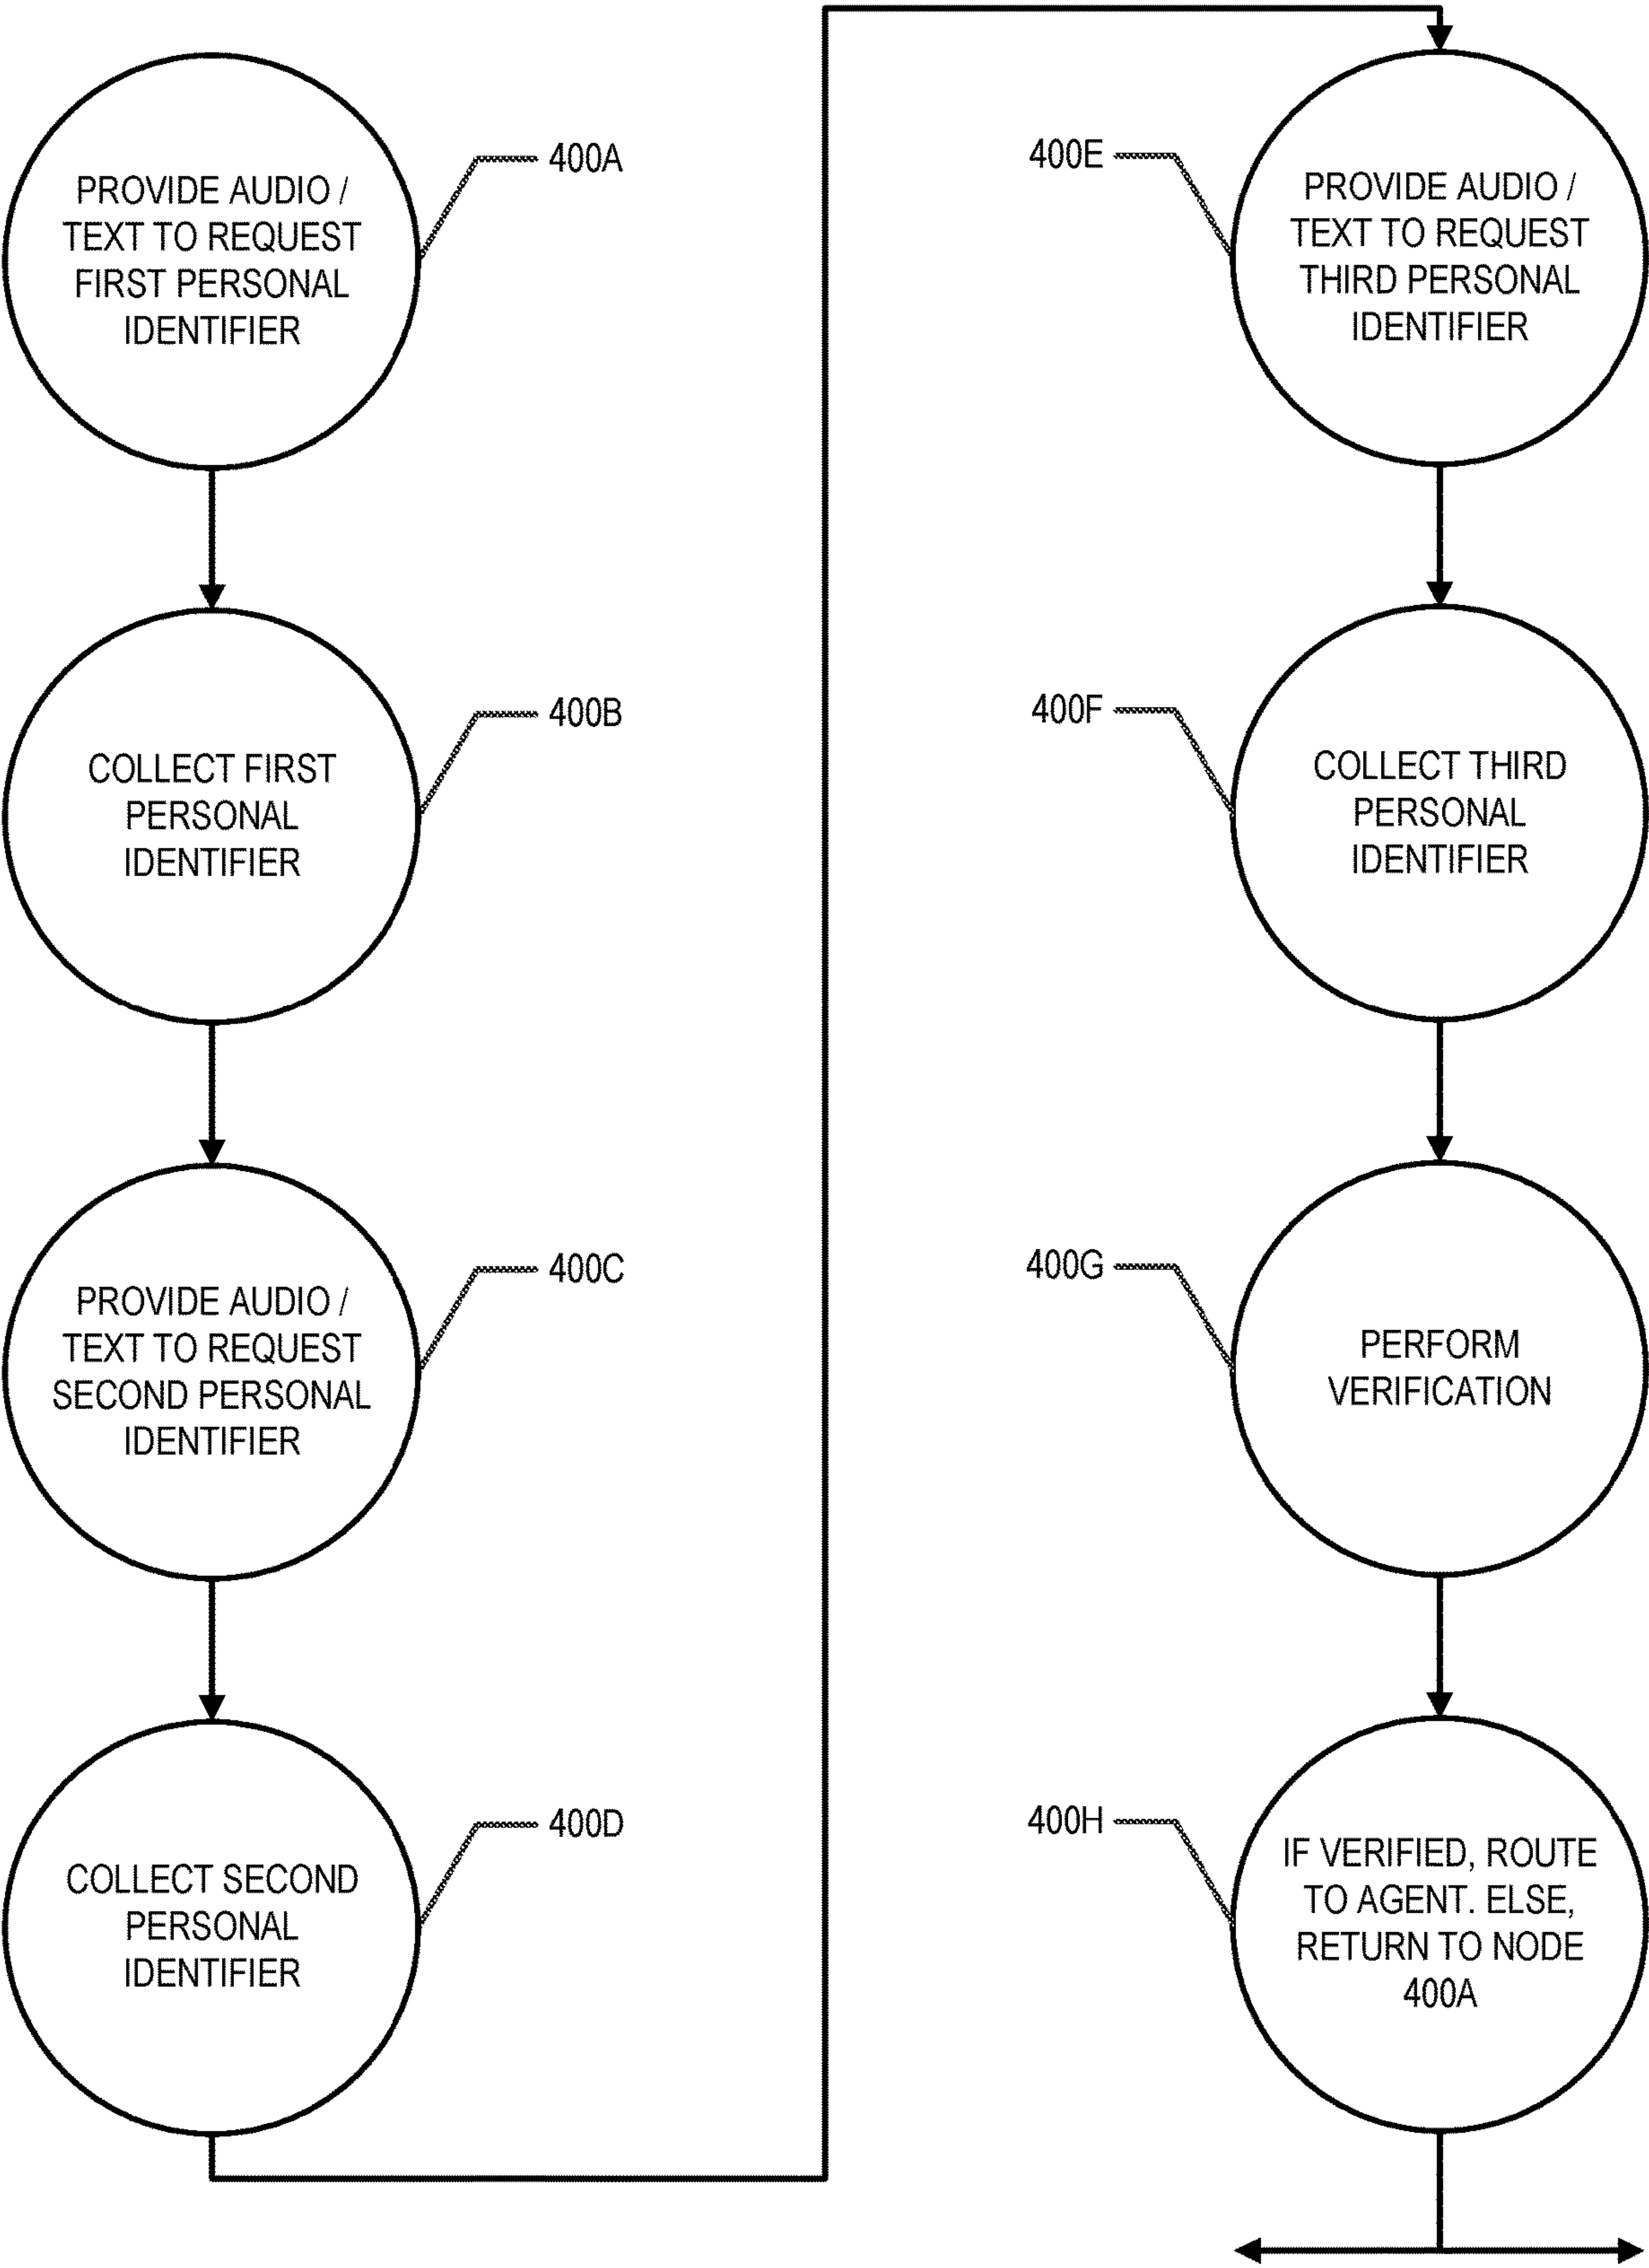 PROVIDE AUDIO /
TEXT TO REQUEST
FIRST PERSONAL
IDENTIFIER
400A
COLLECT FIRST
PERSONAL
IDENTIFIER
400B
PROVIDE AUDIO /
TEXT TO REQUEST
SECOND PERSONAL
IDENTIFIER
400C
COLLECT SECOND
PERSONAL
IDENTIFIER
400D
400E
PROVIDE AUDIO /
TEXT TO REQUEST
THIRD PERSONAL
IDENTIFIER
400F
COLLECT THIRD
PERSONAL
IDENTIFIER
400G
PERFORM
VERIFICATION
400H
IF VERIFIED, ROUTE
TO AGENT. ELSE,
RETURN TO NODE
400A